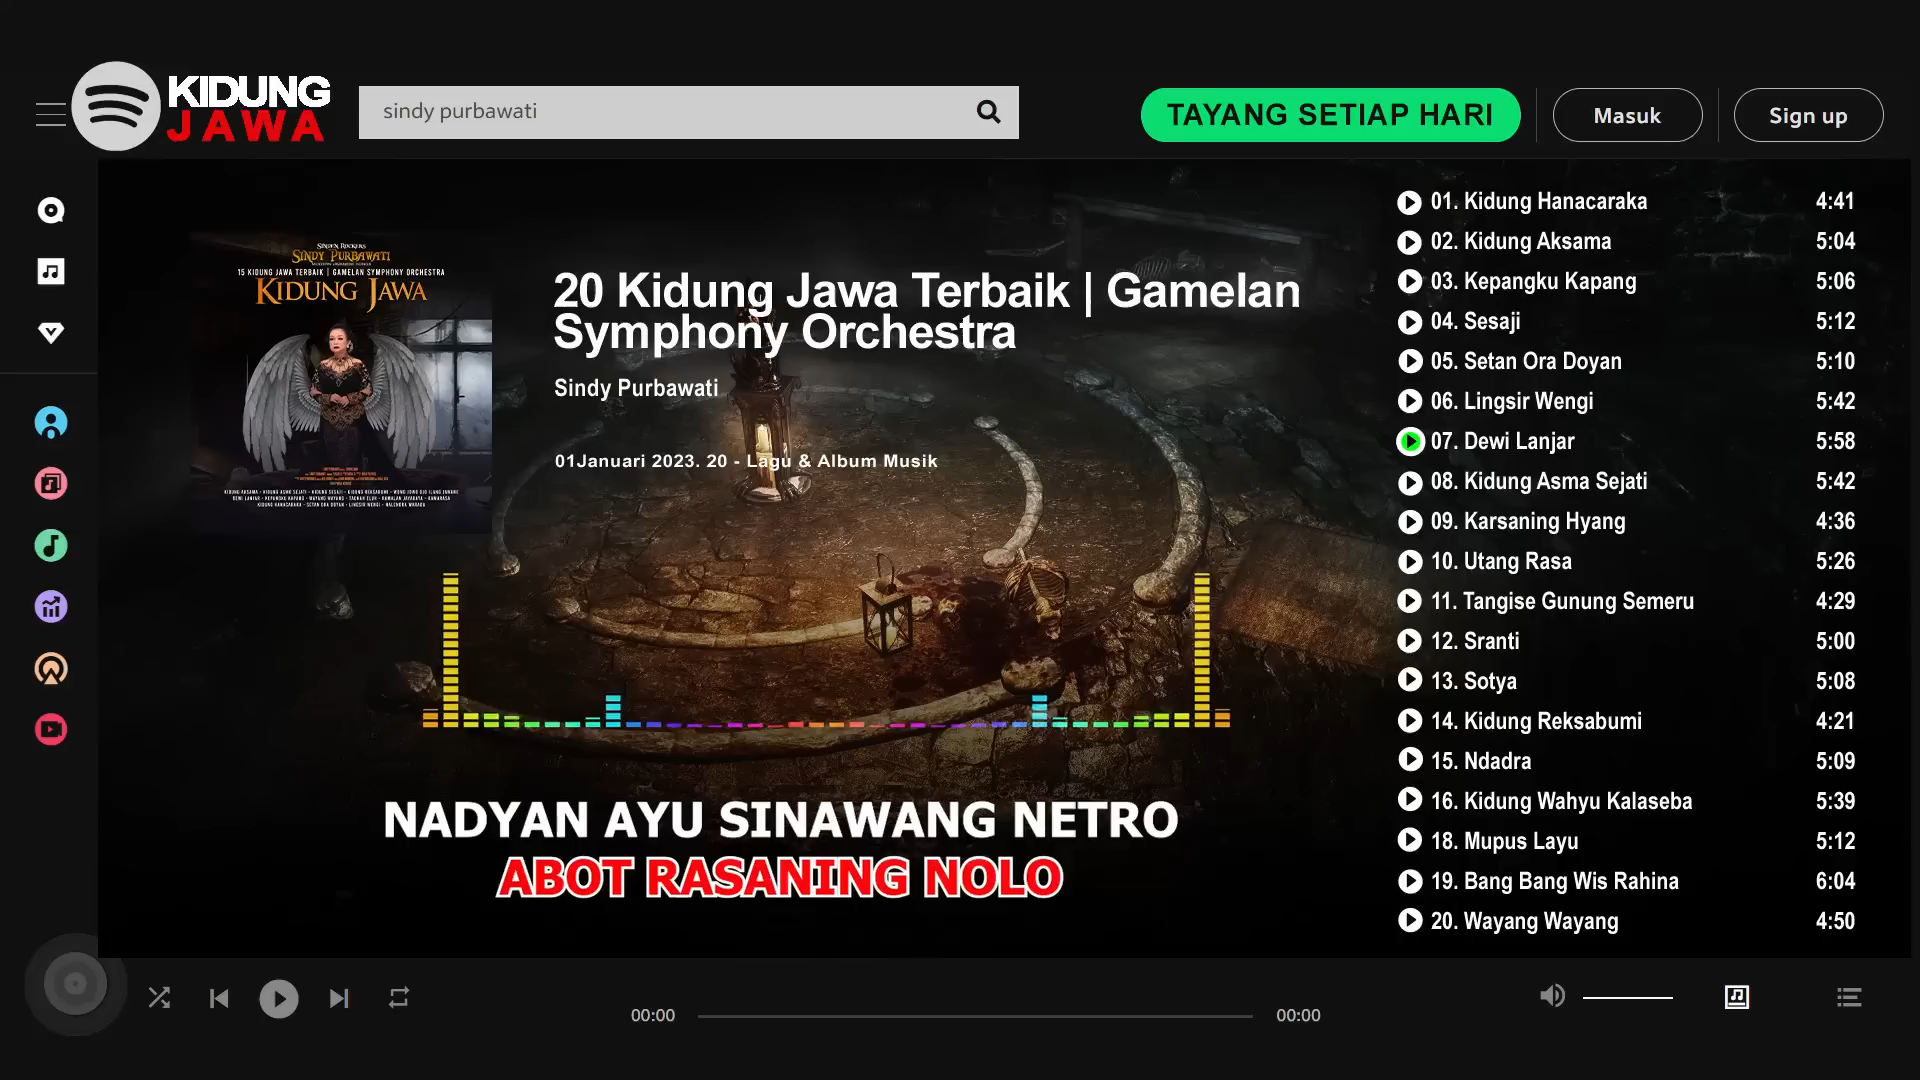 KIDUNG
JAWA
sindy purbawati
TAYANG SETIAP HARI
Masuk
Sign up
SINDEN ROCKERS
SINDY PURBAWATI
15 KIDUNG JAWA TERBAIK | GAMELAN SYMPHONY ORCHESTRA
KIDUNG JAWA
20 Kidung Jawa Terbaik | Gamelan
Symphony Orchestra
Sindy Purbawati
01Januari 2023. 20 - Lagu & Album Musik
01. Kidung Hanacaraka 4:41
02. Kidung Aksama 5:04
03. Kepangku Kapang 5:06
04. Sesaji 5:12
05. Setan Ora Doyan 5:10
06. Lingsir Wengi 5:42
07. Dewi Lanjar 5:58
08. Kidung Asma Sejati 5:42
09. Karsaning Hyang 4:36
10. Utang Rasa 5:26
11. Tangise Gunung Semeru 4:29
12. Sranti 5:00
13. Sotya 5:08
14. Kidung Reksabumi 4:21
15. Ndadra 5:09
16. Kidung Wahyu Kalaseba 5:39
18. Mupus Layu 5:12
19. Bang Bang Wis Rahina 6:04
20. Wayang Wayang 4:50
NADYAN AYU SINAWANG NETRO
ABOT RASANING NOLO
00:00
00:00